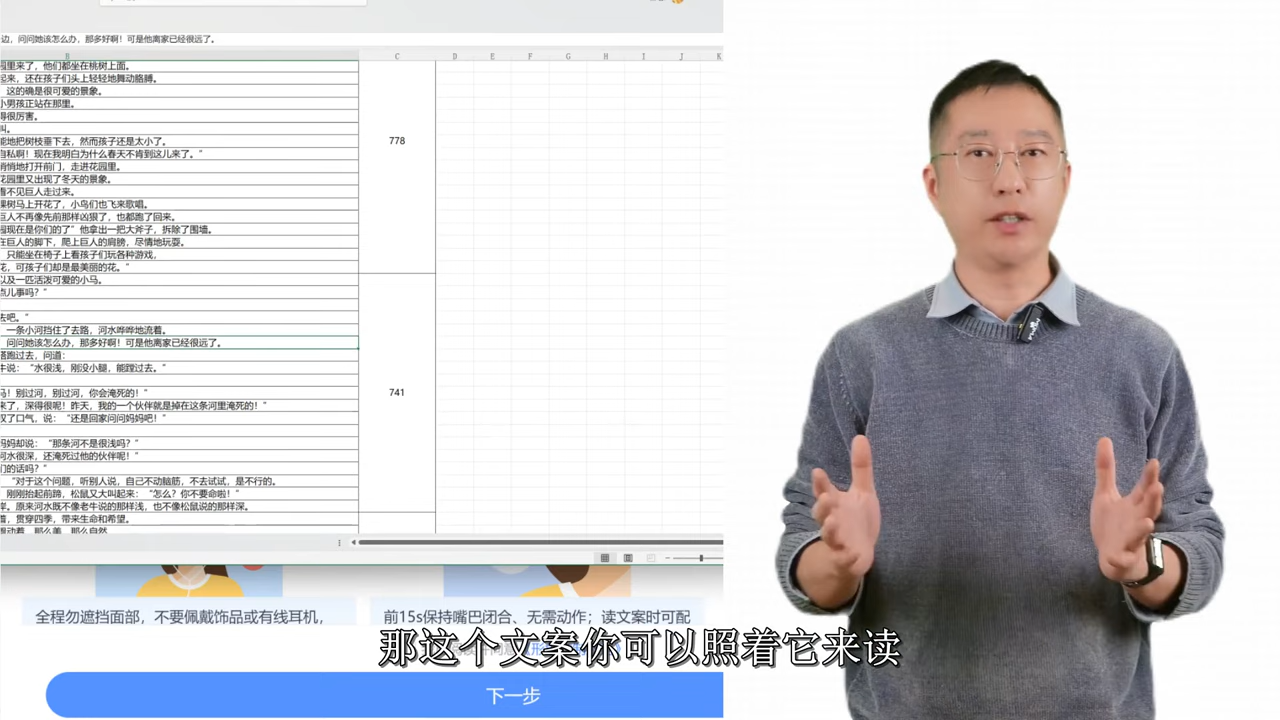 边，问问她该怎么办，那多好啊！可是他离家已经很远了。
B C D E F G H I J K
园里来了，他们都坐在桃树上面。
起来，还在孩子们头上轻轻地舞动胳膊。
这的确是很可爱的景象。
小男孩正站在那里。
得很厉害。
叫。
能地把树枝垂下去，然而孩子还是太小了。
778
自私啊！现在我明白为什么春天不肯到这儿来了。”
悄悄地打开前门，走进花园里。
花园里又出现了冬天的景象。
看不见巨人走过来。
棵树马上开花了，小鸟们也飞来歌唱。
巨人不再像先前那样凶狠了，也都跑了回来。
园现在是你们的了”他拿出一把大斧子，拆除了围墙。
在巨人的脚下，爬上巨人的肩膀，尽情地玩耍。
只能坐在椅子上看孩子们玩各种游戏，
花，可孩子们却是最美丽的花。”
以及一匹活泼可爱的小马。
点儿事吗？”
去吧。”
一条小河挡住了去路，河水哗哗地流着。
问问她该怎么办，那多好啊！可是他离家已经很远了。
嗒跑过去，问道：
牛说：“水很浅，刚没小腿，能蹚过去。”
马！别过河，别过河，你会淹死的！”
741
来了，深得很呢！昨天，我的一个伙伴就是掉在这条河里淹死的！”
叹了口气，说：“还是回家问问妈妈吧！”
妈妈却说：“那条河不是很浅吗？”
河水很深，还淹死过他的伙伴呢！”
们的话吗？”
“对于这个问题，听别人说，自己不动脑筋，不去试试，是不行的。
刚刚抬起前蹄，松鼠又大叫起来：“怎么？你不要命啦！”
岸。原来河水既不像老牛说的那样浅，也不像松鼠说的那样深。
着，贯穿四季，带来生命和希望。
跟动着，那么美，那么自然
全程勿遮挡面部，不要佩戴饰品或有线耳机，
前15s保持嘴巴闭合、无需动作；读文案时可配
那这个文案你可以照着它来读
下一步